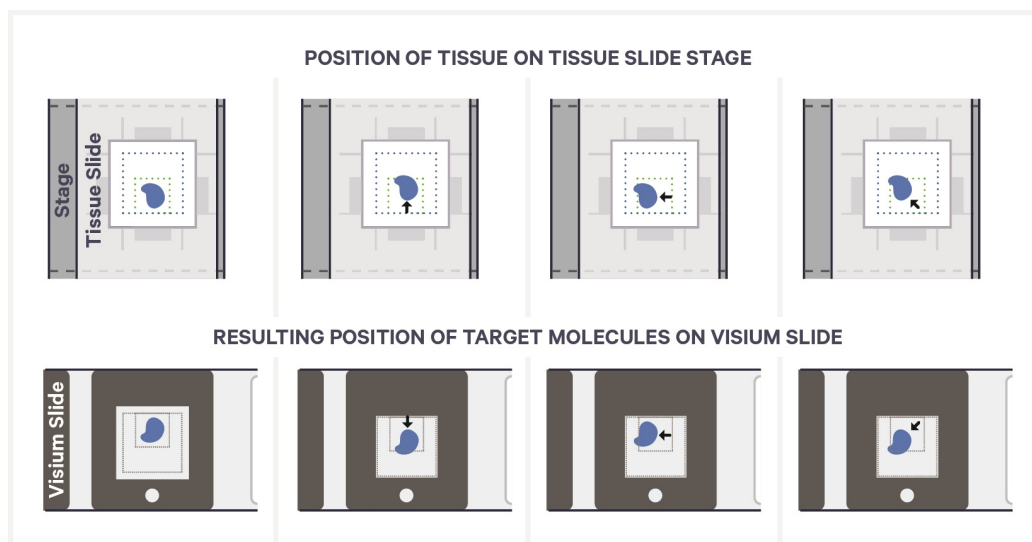 POSITION OF TISSUE ON TISSUE SLIDE STAGE
Stage
Tissue Slide
RESULTING POSITION OF TARGET MOLECULES ON VISIUM SLIDE
Visium Slide